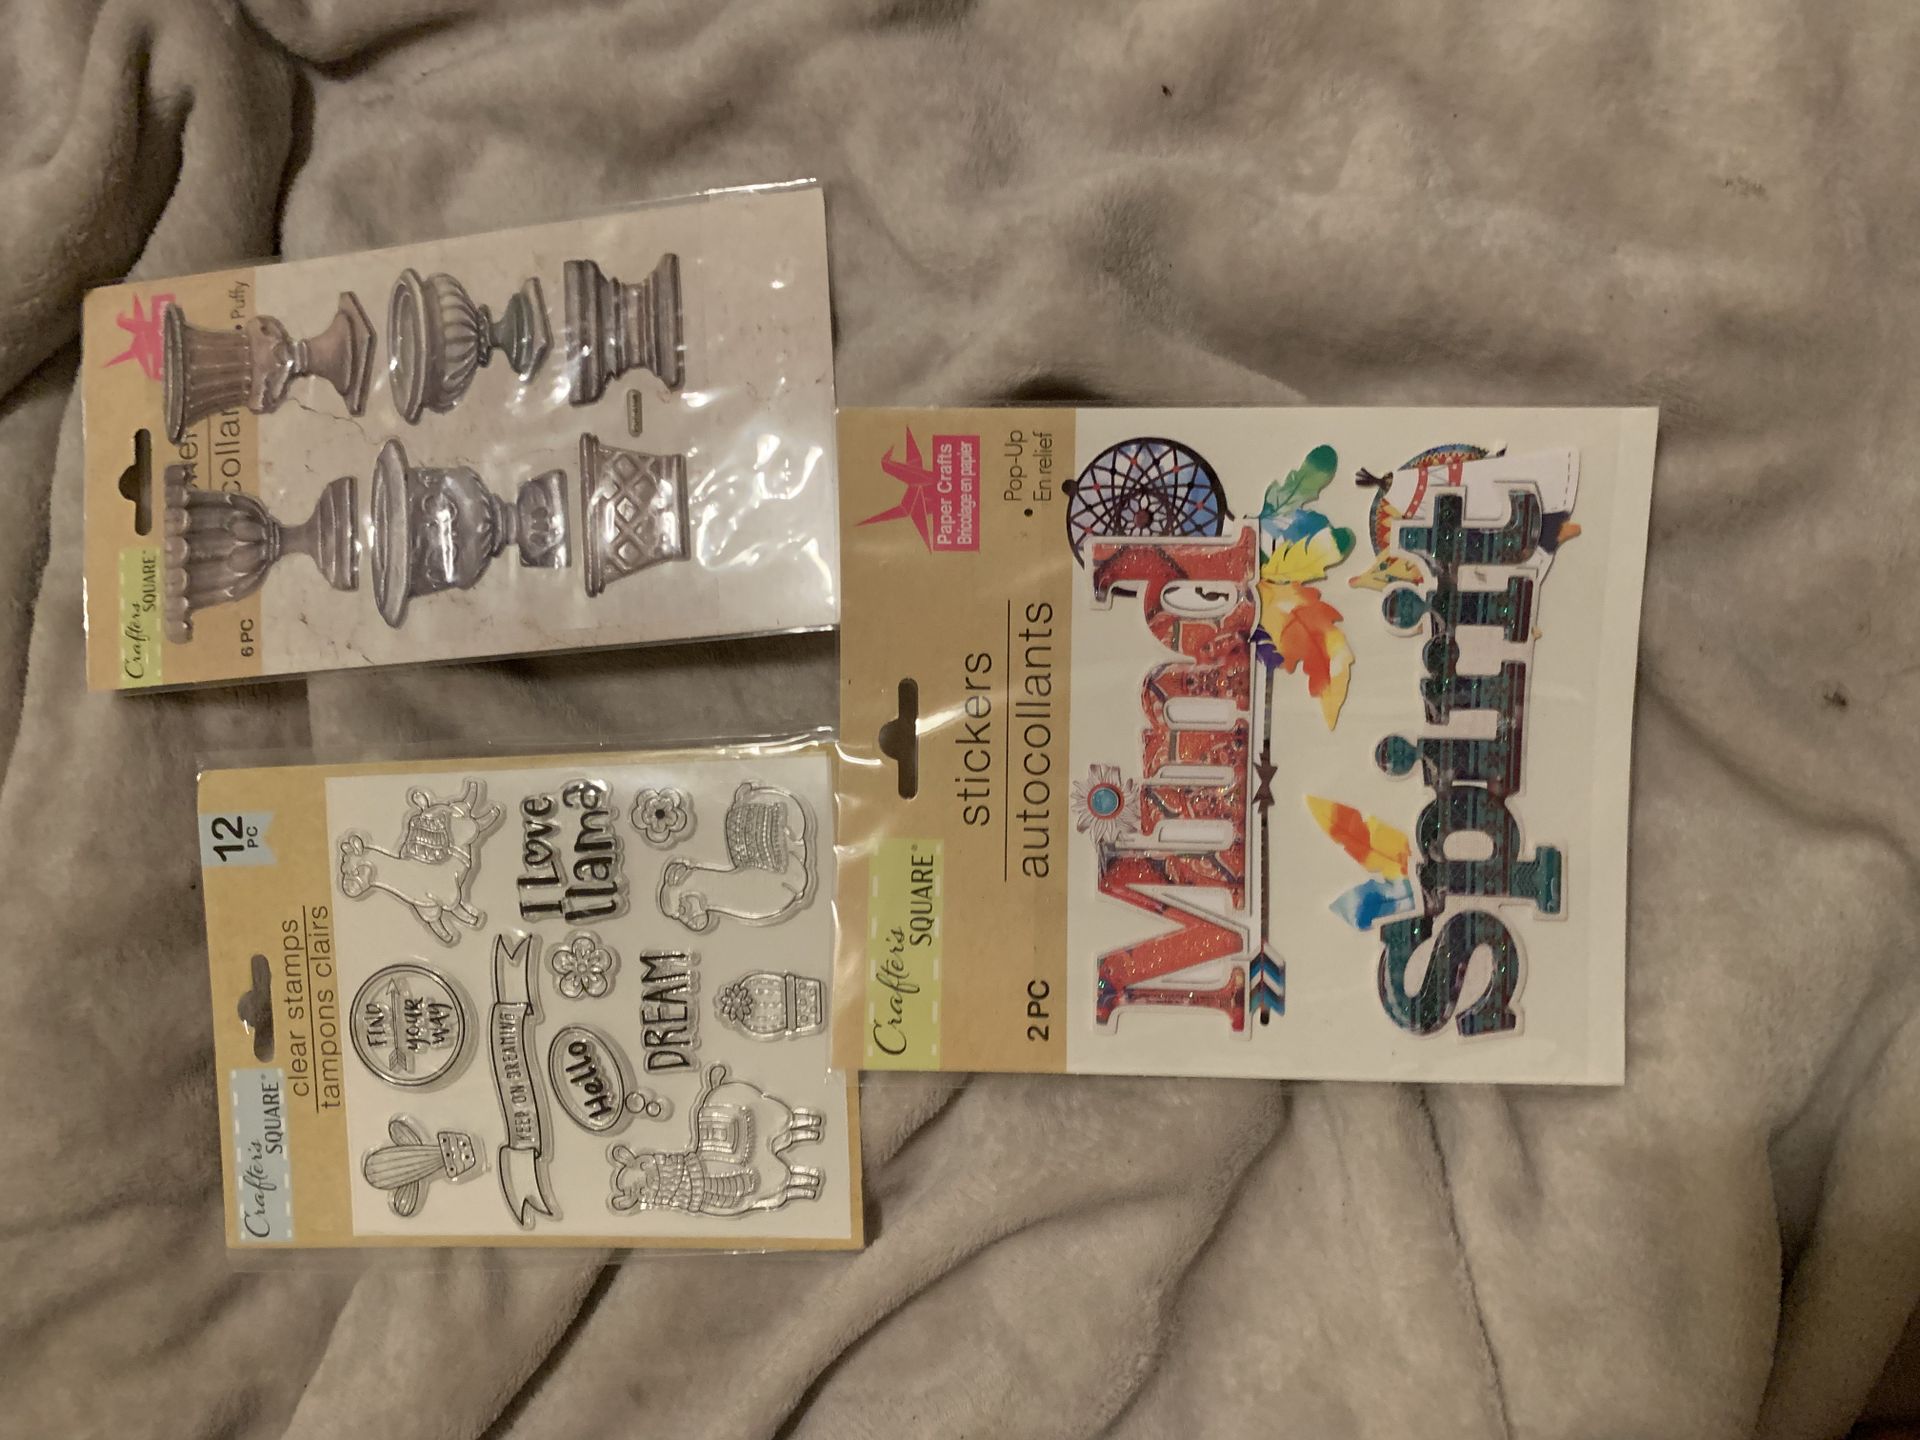 Crafter's
SQUARE®
12
PC
clear stamps
tampons clairs
FIND
YOUR
WAY
KEEP ON DREAMING
I Love
llama
Hello
DREAM
Crafter's
SQUARE®
6 PC
• Puffy
Crafter's
SQUARE®
2 PC
stickers
autocollants
Paper Crafts
Bricolage en papier
• Pop-Up
En relief
Mind
Spirit